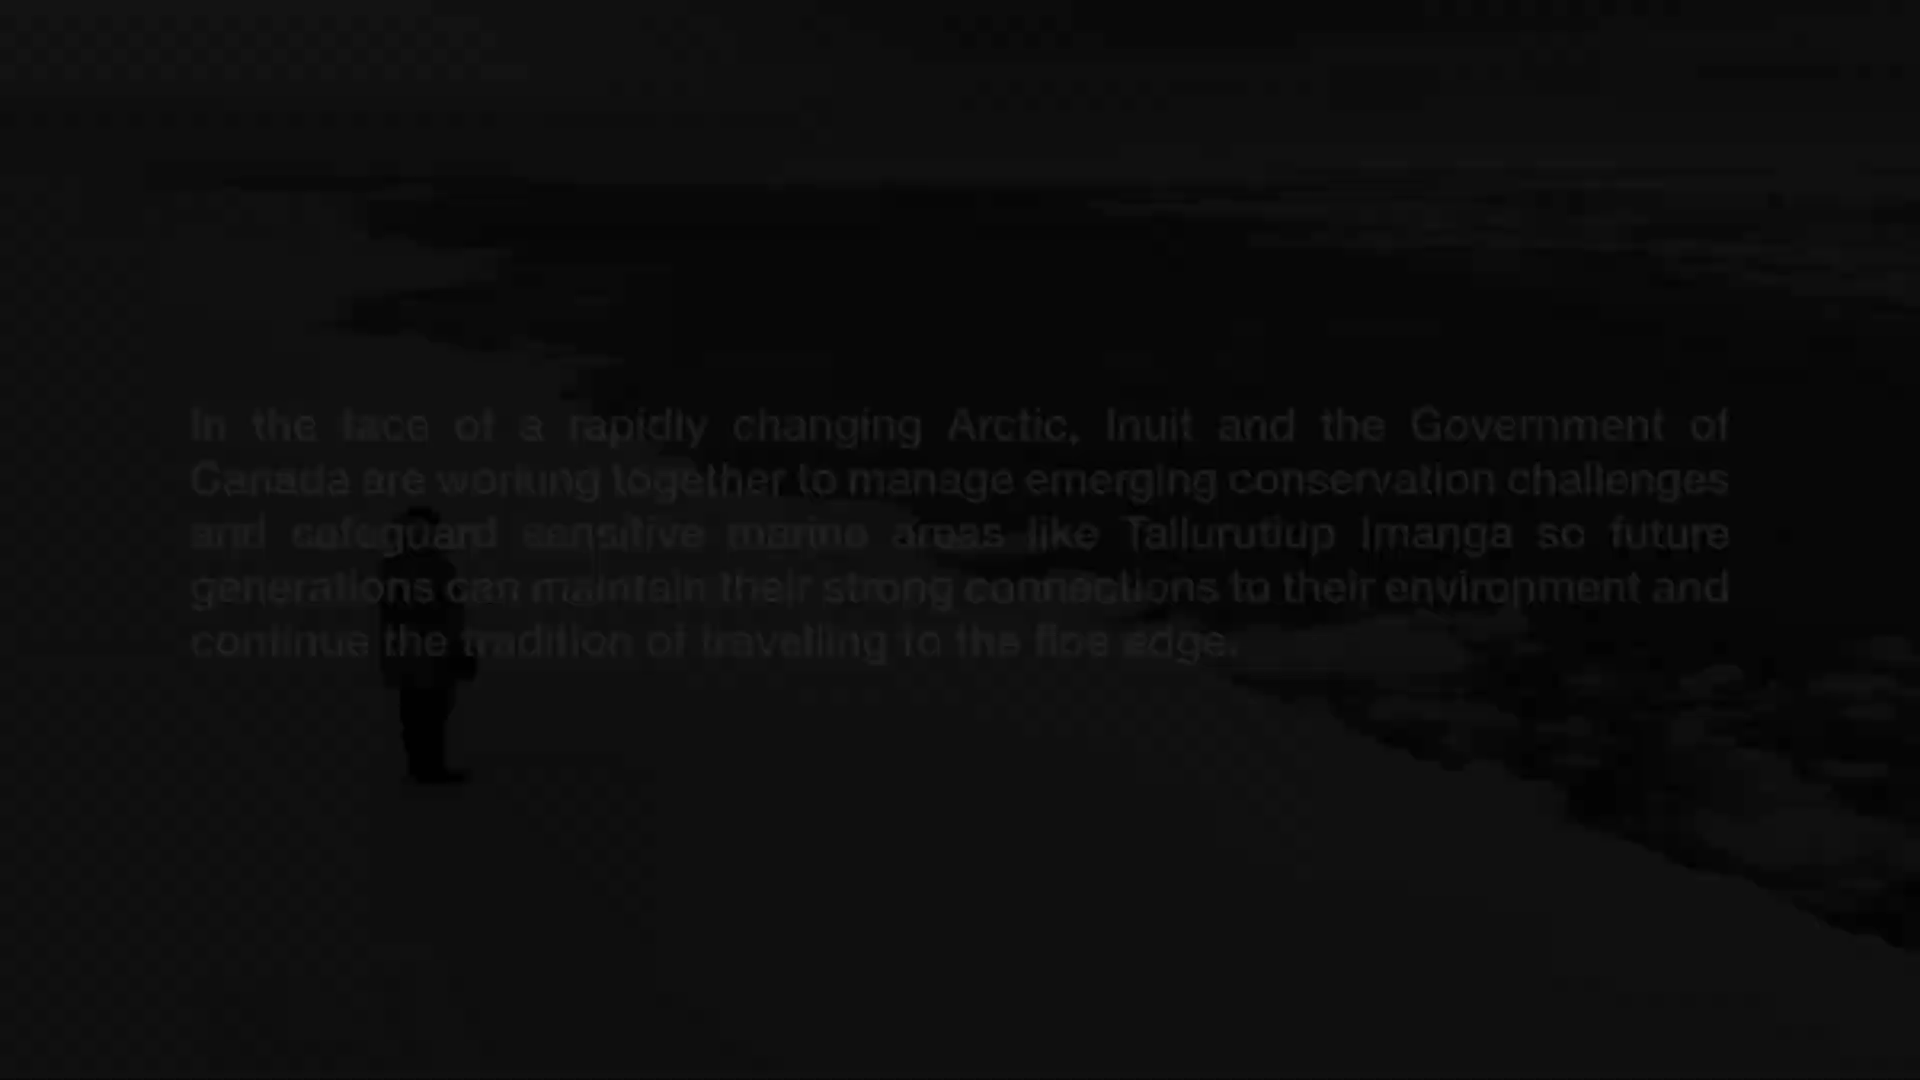 In the face of a rapidly changing Arctic, Inuit and the Government of
Canada are working together to manage emerging conservation challenges
and safeguard sensitive marine areas like Tallurutiup Imanga so future
generations can maintain their strong connections to their environment and
continue the tradition of travelling to the floe edge.